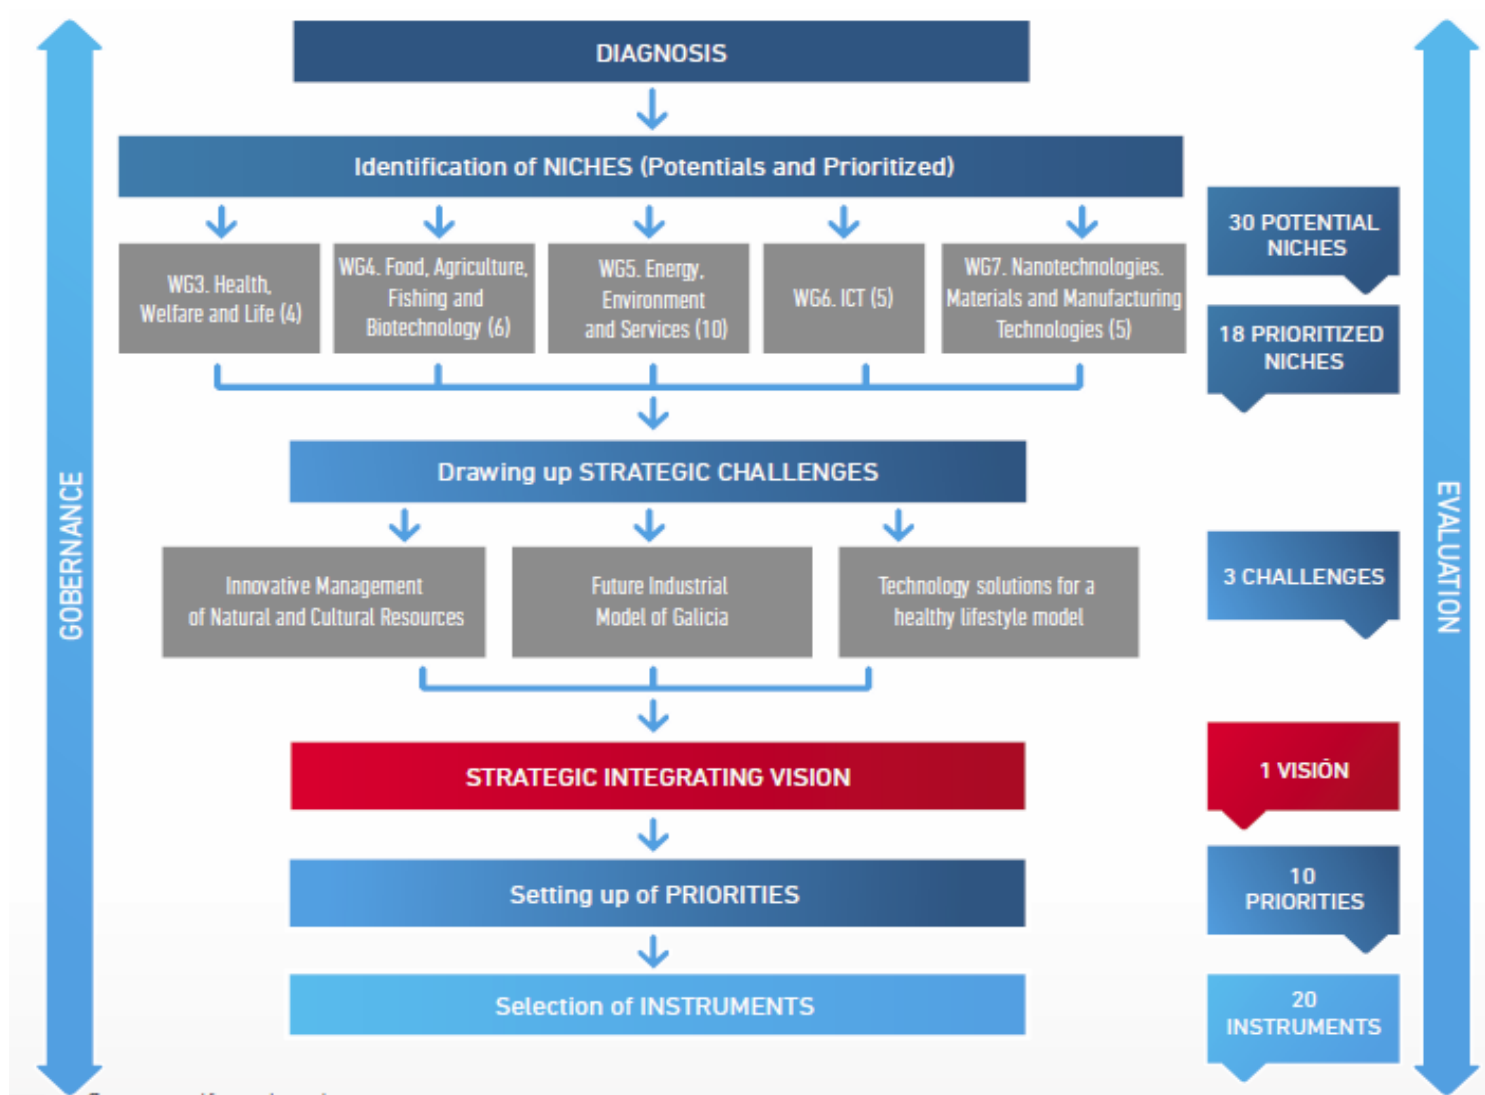 DIAGNOSIS
Identification of NICHES (Potentials and Prioritized)
WG3. Health,
Welfare and Life (4)
WG4. Food, Agriculture,
Fishing and
Biotechnology (6)
WG5. Energy,
Environment
and Services (10)
WG6. ICT (5)
WG7. Nanotechnologies.
Materials and Manufacturing
Technologies (5)
30 POTENTIAL
NICHES
18 PRIORITIZED
NICHES
Drawing up STRATEGIC CHALLENGES
Innovative Management
of Natural and Cultural Resources
Future Industrial
Model of Galicia
Technology solutions for a
healthy lifestyle model
3 CHALLENGES
STRATEGIC INTEGRATING VISION
1 VISIÓN
Setting up of PRIORITIES
10
PRIORITIES
Selection of INSTRUMENTS
20
INSTRUMENTS
GOBERNANCE
EVALUATION